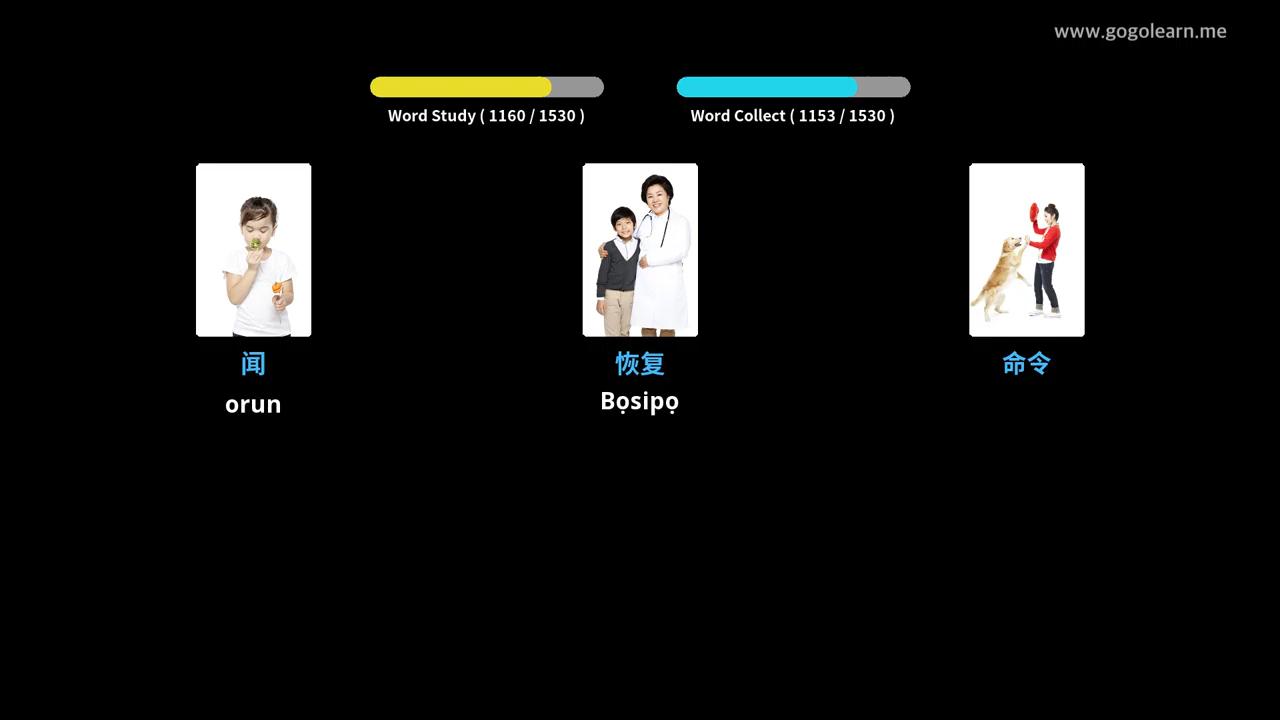 www.gogolearn.me
Word Study ( 1160 / 1530 )
Word Collect ( 1153 / 1530 )
闻
恢复
命令
orun
Bọsipọ